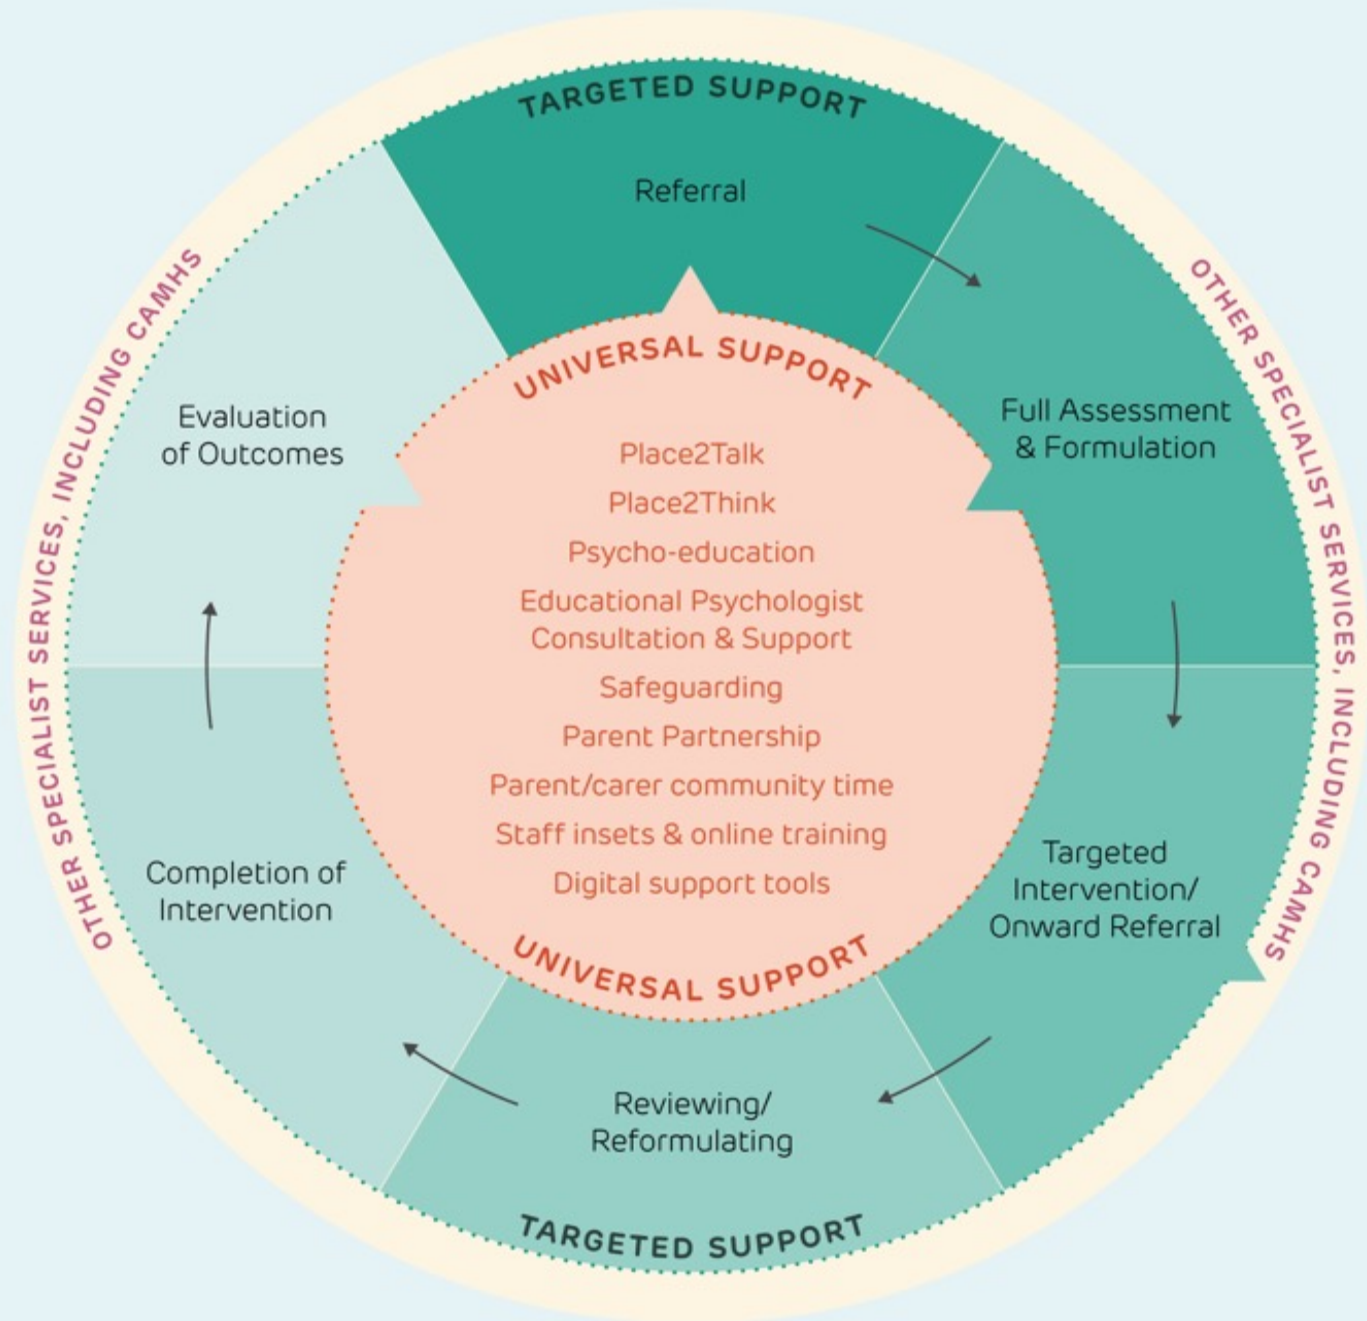 TARGETED SUPPORT
Referral
OTHER SPECIALIST SERVICES, INCLUDING CAMHS
OTHER SPECIALIST SERVICES, INCLUDING CAMHS
Full Assessment
& Formulation
Targeted
Intervention/
Onward Referral
Reviewing/
Reformulating
TARGETED SUPPORT
Completion of
Intervention
Evaluation
of Outcomes
UNIVERSAL SUPPORT
Place2Talk
Place2Think
Psycho-education
Educational Psychologist
Consultation & Support
Safeguarding
Parent Partnership
Parent/carer community time
Staff insets & online training
Digital support tools
UNIVERSAL SUPPORT